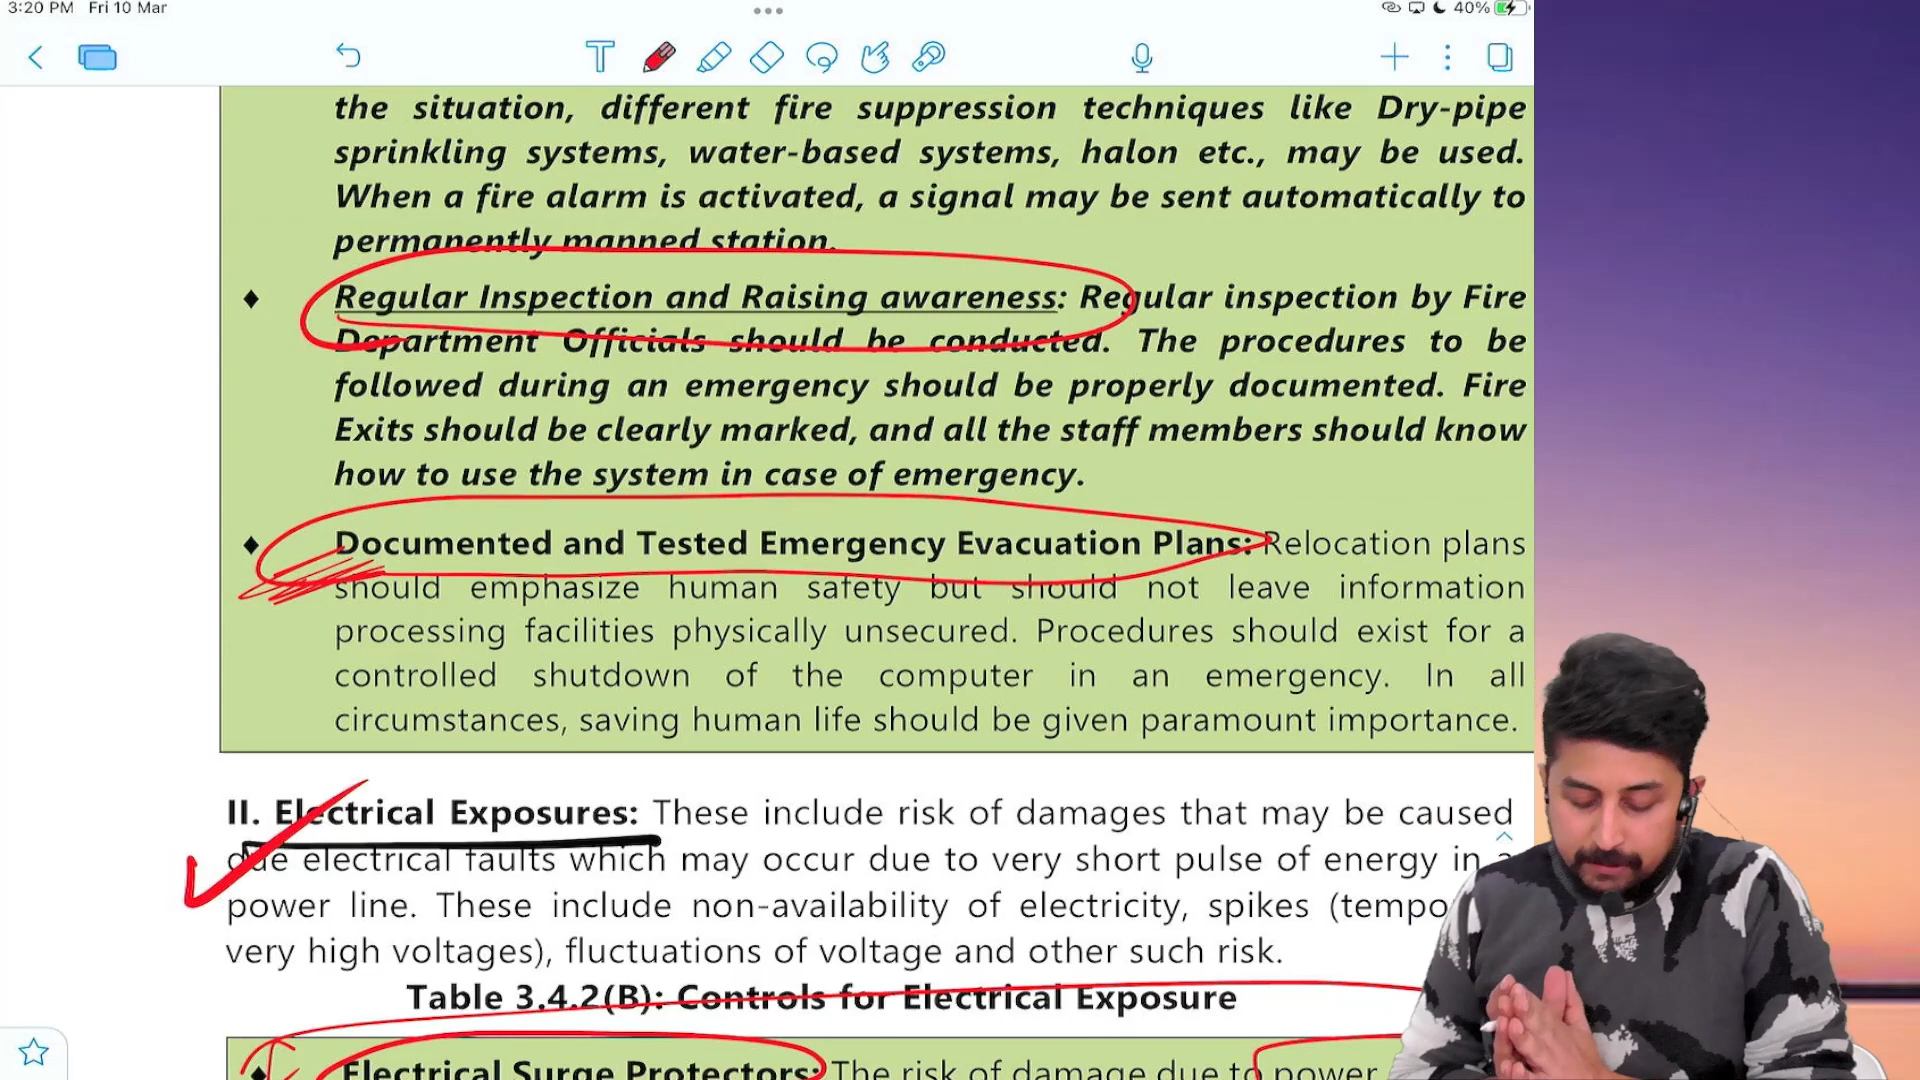 3:20 PM Fri 10 Mar
40%
the situation, different fire suppression techniques like Dry-pipe
sprinkling systems, water-based systems, halon etc., may be used.
When a fire alarm is activated, a signal may be sent automatically to
permanently manned station.
♦ Regular Inspection and Raising awareness: Regular inspection by Fire
Department Officials should be conducted. The procedures to be
followed during an emergency should be properly documented. Fire
Exits should be clearly marked, and all the staff members should know
how to use the system in case of emergency.
♦ Documented and Tested Emergency Evacuation Plans: Relocation plans
should emphasize human safety but should not leave information
processing facilities physically unsecured. Procedures should exist for a
controlled shutdown of the computer in an emergency. In all
circumstances, saving human life should be given paramount importance.
II. Electrical Exposures: These include risk of damages that may be caused
due electrical faults which may occur due to very short pulse of energy in a
power line. These include non-availability of electricity, spikes (tempo
very high voltages), fluctuations of voltage and other such risk.
Table 3.4.2(B): Controls for Electrical Exposure
♦ Electrical Surge Protectors: The risk of damage due to power